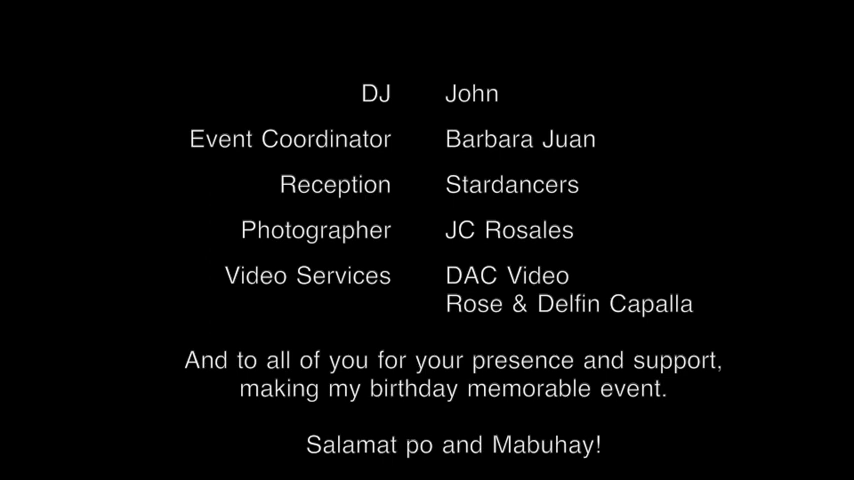 DJ John
Event Coordinator Barbara Juan
Reception Stardancers
Photographer JC Rosales
Video Services DAC Video
Rose & Delfin Capalla
And to all of you for your presence and support,
making my birthday memorable event.
Salamat po and Mabuhay!